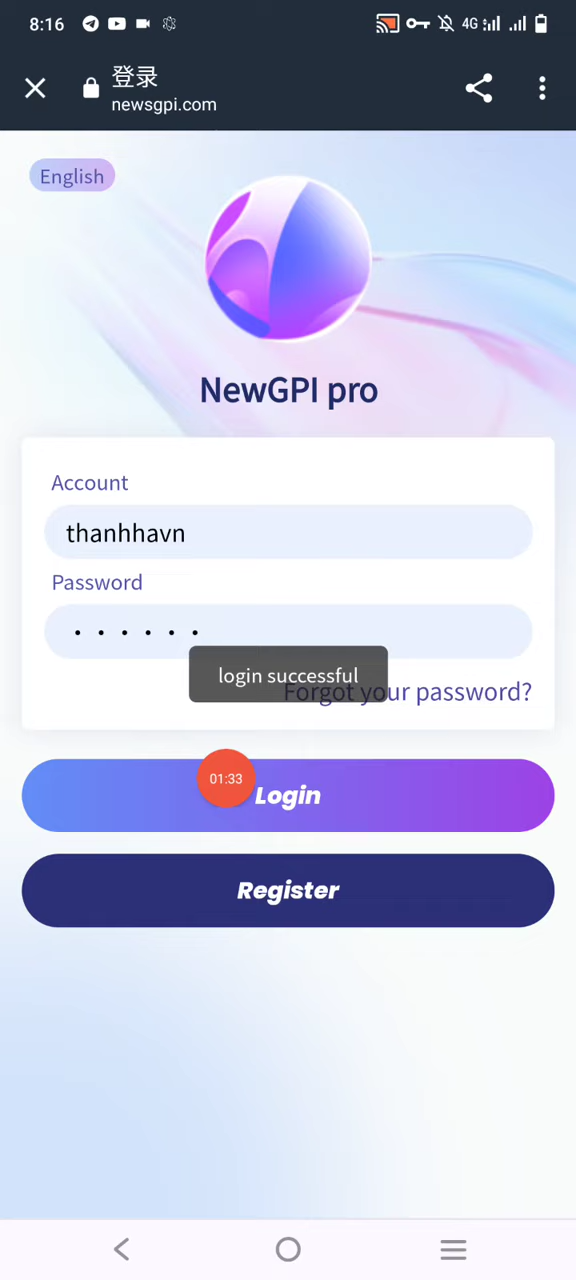 8:16
4G
登录
newsgpi.com
English
NewGPI pro
Account
thanhhavn
Password
login successful
Forgot your password?
01:33
Login
Register